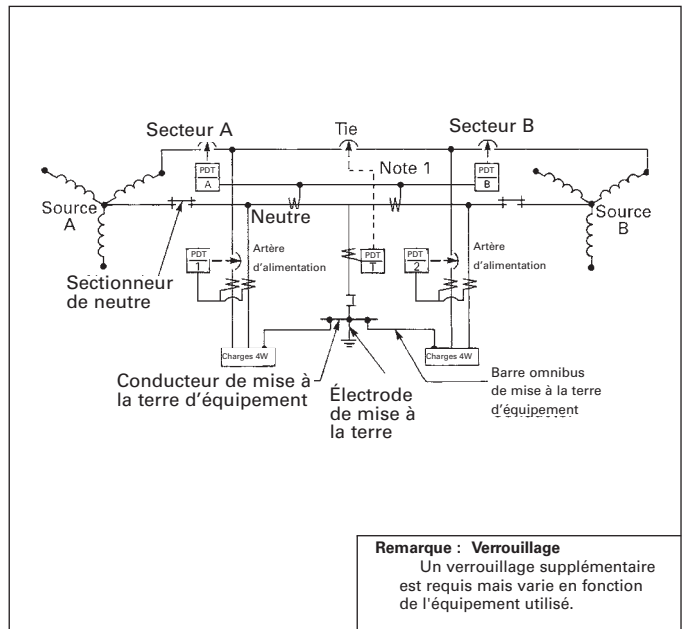 Secteur A
Tie
Secteur B
PDT
A
Note 1
PDT
B
Source
A
Neutre
Source
B
PDT
1
Artère
d'alimentation
PDT
T
PDT
2
Artère
d'alimentation
Sectionneur
de neutre
Charges 4W
Charges 4W
Conducteur de mise à
la terre d'équipement
Électrode
de mise à
la terre
Barre omnibus
de mise à la terre
d'équipement
Remarque : Verrouillage
Un verrouillage supplémentaire
est requis mais varie en fonction
de l'équipement utilisé.